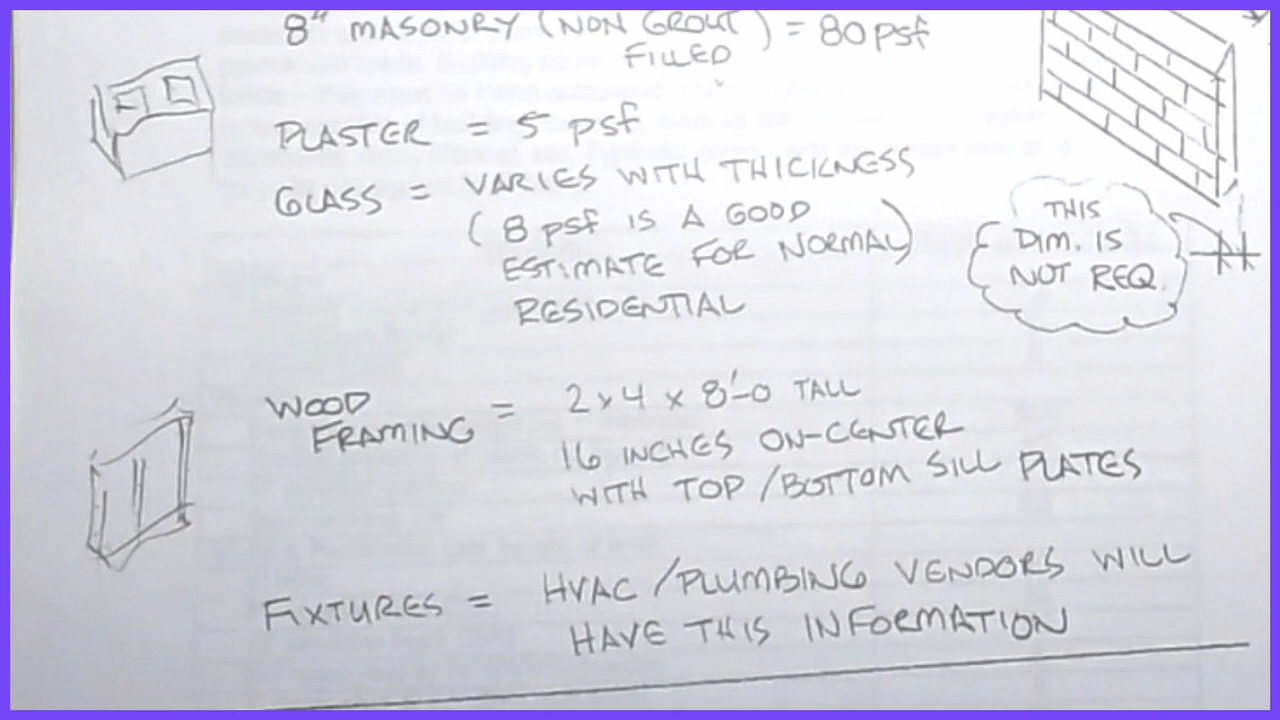 8" MASONRY (NON GROUT) = 80 psf
FILLED
PLASTER = 5 psf
GLASS = VARIES WITH THICKNESS
(8 psf IS A GOOD
ESTIMATE FOR NORMAL)
RESIDENTIAL
THIS
DIM. IS
NOT REQ.
WOOD
FRAMING = 2 x 4 x 8'-0 TALL
16 INCHES ON-CENTER
WITH TOP / BOTTOM SILL PLATES
FIXTURES = HVAC / PLUMBING VENDORS WILL
HAVE THIS INFORMATION